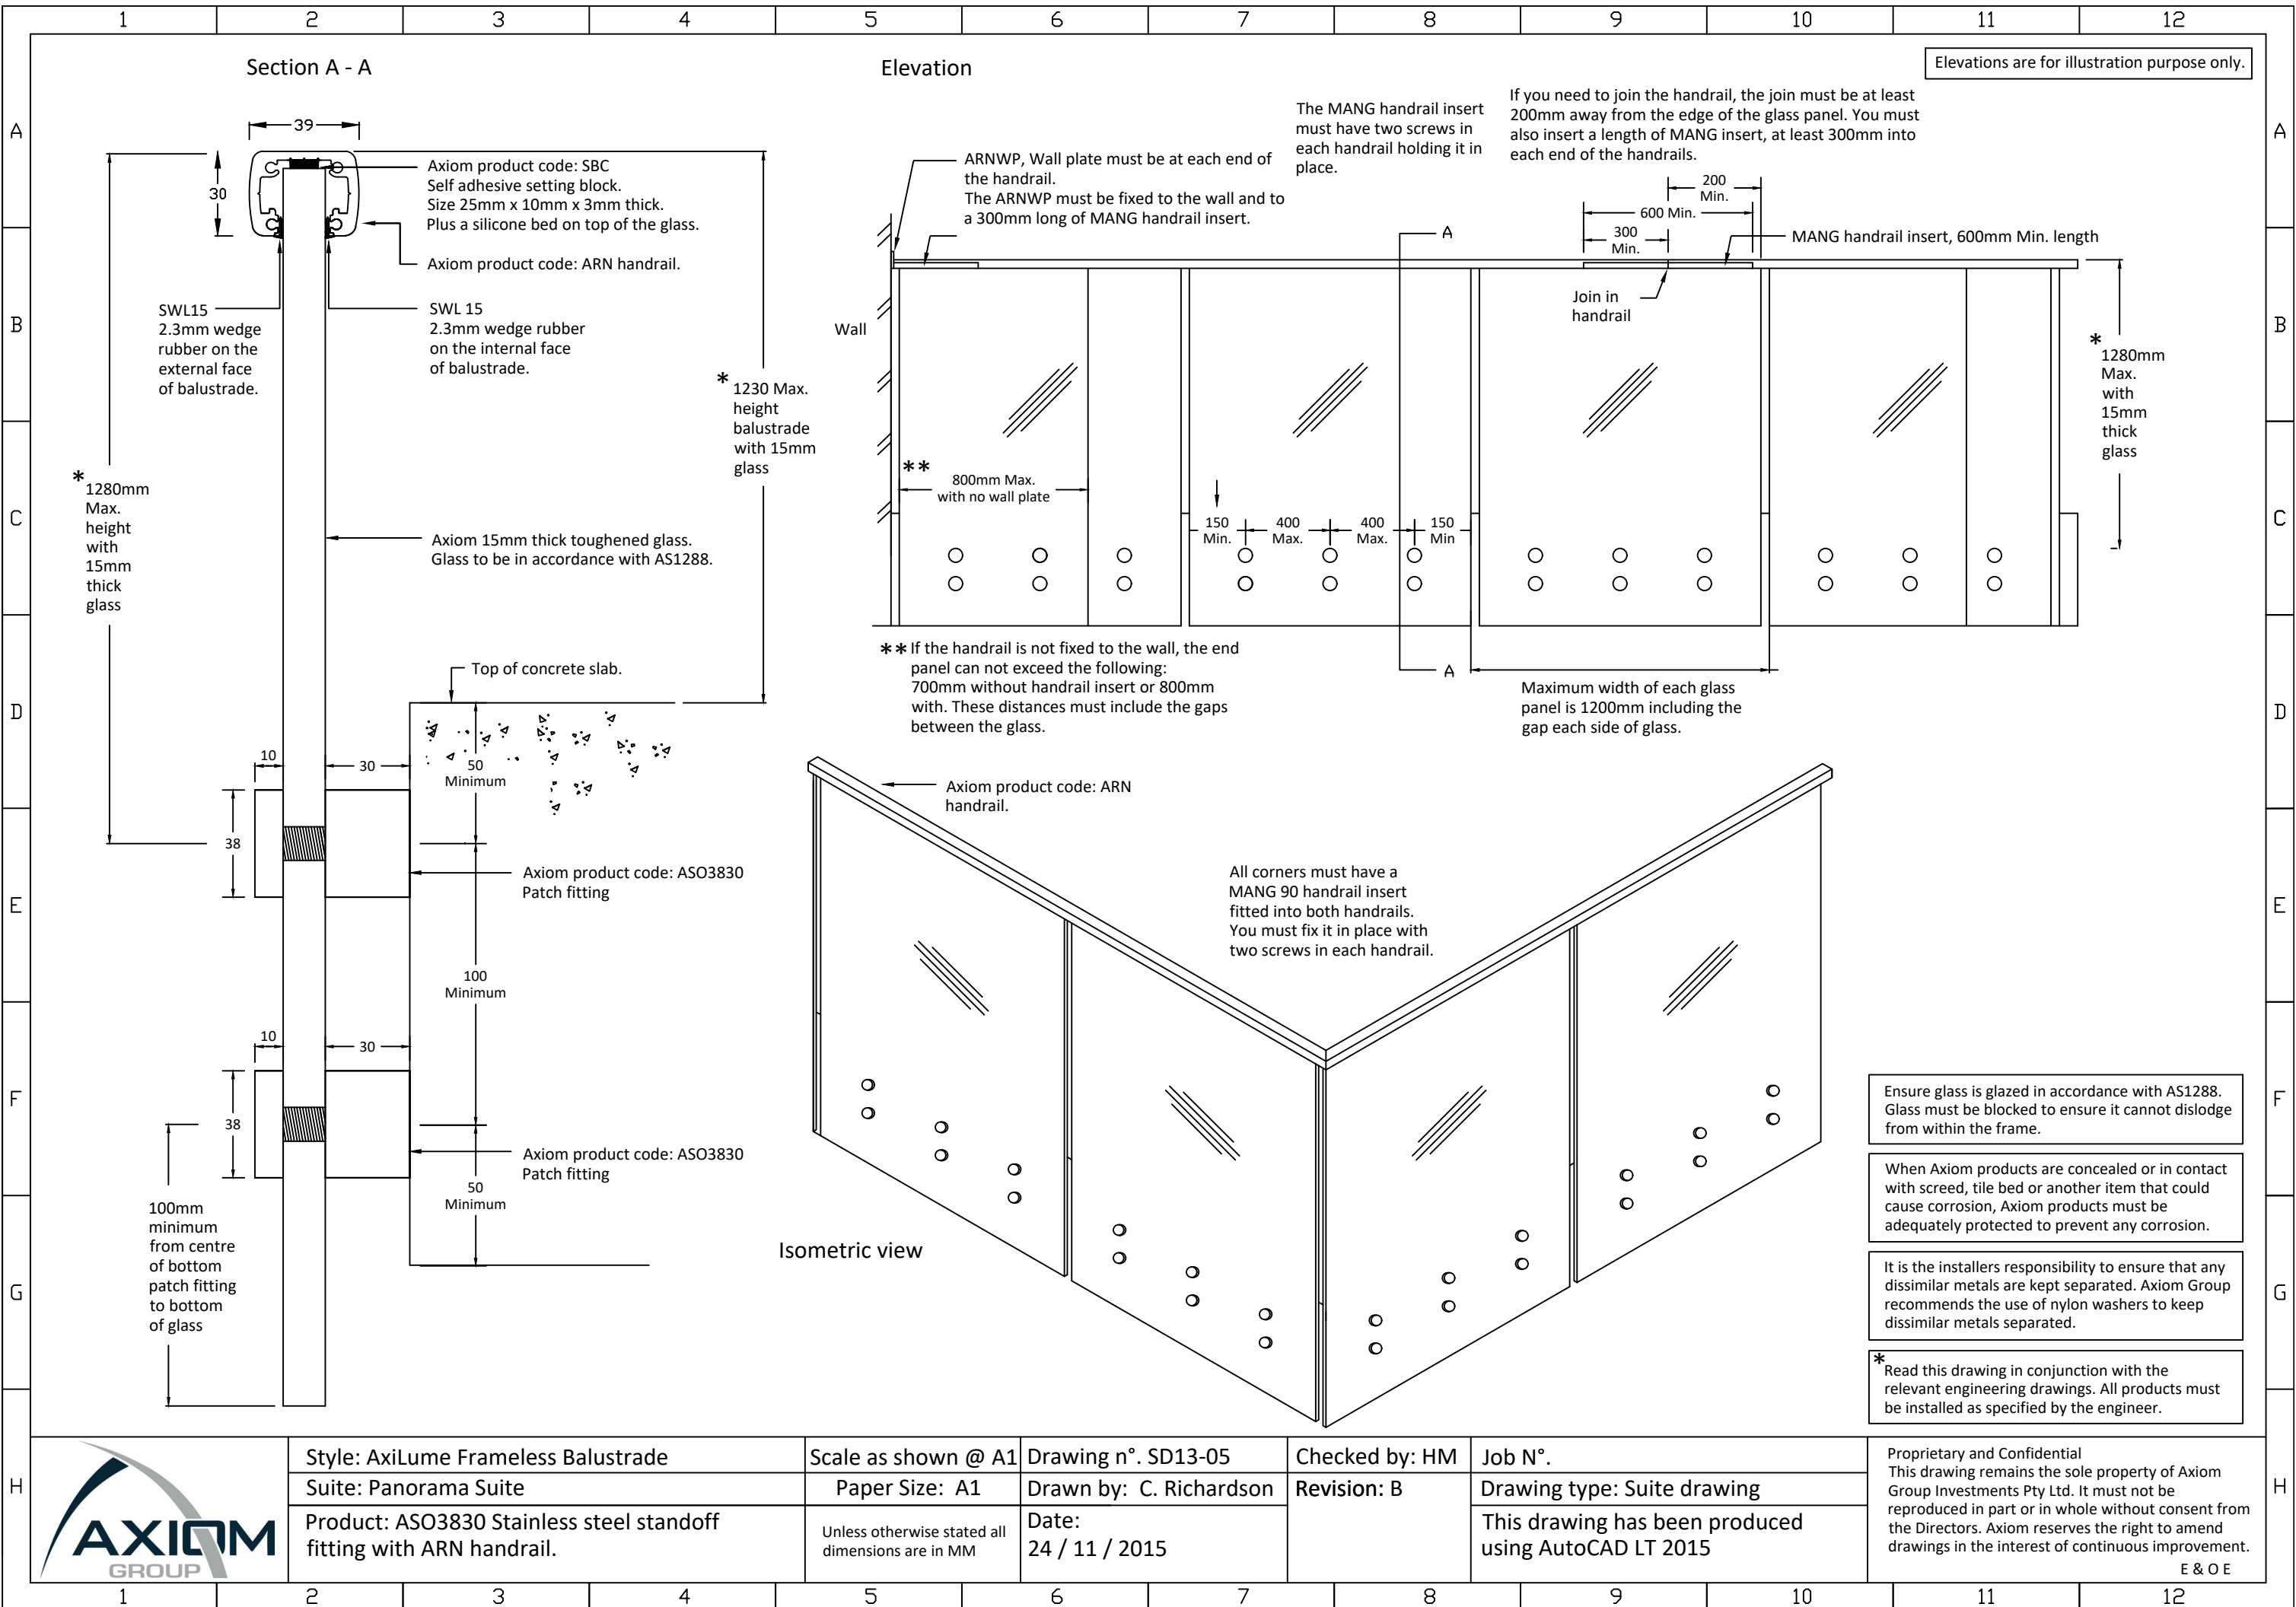 1 2 3 4 5 6 7 8 9 10 11 12
A
B
C
D
E
F
G
H
A
B
C
D
E
F
G
H
Section A - A
39
30
Axiom product code: SBC
Self adhesive setting block.
Size 25mm x 10mm x 3mm thick.
Plus a silicone bed on top of the glass.
Axiom product code: ARN handrail.
SWL15
2.3mm wedge
rubber on the
external face
of balustrade.
SWL 15
2.3mm wedge rubber
on the internal face
of balustrade.
* 1230 Max.
height
balustrade
with 15mm
glass
* 1280mm
Max.
height
with
15mm
thick
glass
Axiom 15mm thick toughened glass.
Glass to be in accordance with AS1288.
Top of concrete slab.
10
30
50
Minimum
38
Axiom product code: ASO3830
Patch fitting
100
Minimum
10
30
38
Axiom product code: ASO3830
Patch fitting
50
Minimum
100mm
minimum
from centre
of bottom
patch fitting
to bottom
of glass
Elevation
Elevations are for illustration purpose only.
ARNWP, Wall plate must be at each end of
the handrail.
The ARNWP must be fixed to the wall and to
a 300mm long of MANG handrail insert.
The MANG handrail insert
must have two screws in
each handrail holding it in
place.
If you need to join the handrail, the join must be at least
200mm away from the edge of the glass panel. You must
also insert a length of MANG insert, at least 300mm into
each end of the handrails.
200
Min.
600 Min.
300
Min.
A
MANG handrail insert, 600mm Min. length
Join in
handrail
Wall
* 1280mm
Max.
with
15mm
thick
glass
**
800mm Max.
with no wall plate
150
Min.
400
Max.
400
Max.
150
Min
A
** If the handrail is not fixed to the wall, the end
panel can not exceed the following:
700mm without handrail insert or 800mm
with. These distances must include the gaps
between the glass.
Maximum width of each glass
panel is 1200mm including the
gap each side of glass.
Axiom product code: ARN
handrail.
All corners must have a
MANG 90 handrail insert
fitted into both handrails.
You must fix it in place with
two screws in each handrail.
Isometric view
Ensure glass is glazed in accordance with AS1288.
Glass must be blocked to ensure it cannot dislodge
from within the frame.
When Axiom products are concealed or in contact
with screed, tile bed or another item that could
cause corrosion, Axiom products must be
adequately protected to prevent any corrosion.
It is the installers responsibility to ensure that any
dissimilar metals are kept separated. Axiom Group
recommends the use of nylon washers to keep
dissimilar metals separated.
* Read this drawing in conjunction with the
relevant engineering drawings. All products must
be installed as specified by the engineer.
AXIOM
GROUP
Style: AxiLume Frameless Balustrade
Suite: Panorama Suite
Product: ASO3830 Stainless steel standoff
fitting with ARN handrail.
Scale as shown @ A1
Paper Size: A1
Unless otherwise stated all
dimensions are in MM
Drawing n°. SD13-05
Drawn by: C. Richardson
Date:
24 / 11 / 2015
Checked by: HM
Revision: B
Job N°.
Drawing type: Suite drawing
This drawing has been produced
using AutoCAD LT 2015
Proprietary and Confidential
This drawing remains the sole property of Axiom
Group Investments Pty Ltd. It must not be
reproduced in part or in whole without consent from
the Directors. Axiom reserves the right to amend
drawings in the interest of continuous improvement.
E & O E
1 2 3 4 5 6 7 8 9 10 11 12